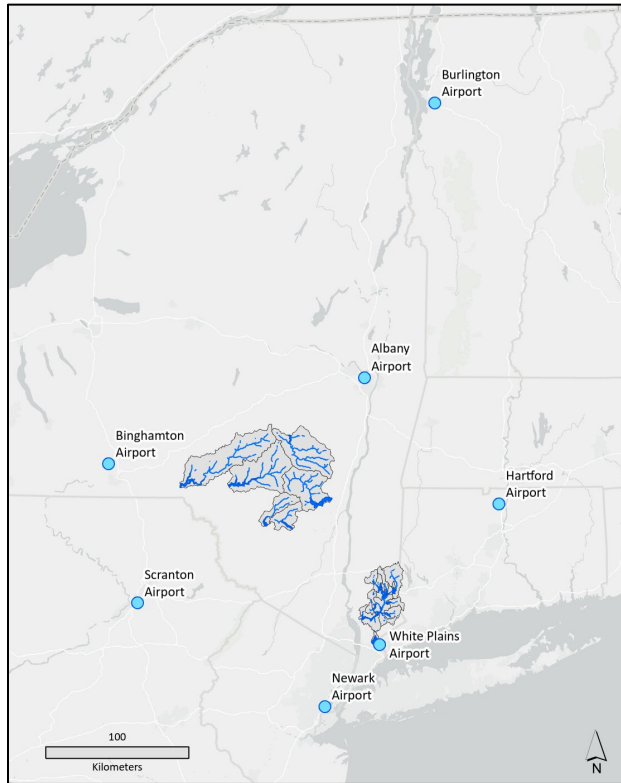 Burlington
Airport
Albany
Airport
Binghamton
Airport
Hartford
Airport
Scranton
Airport
White Plains
Airport
Newark
Airport
100
Kilometers
N